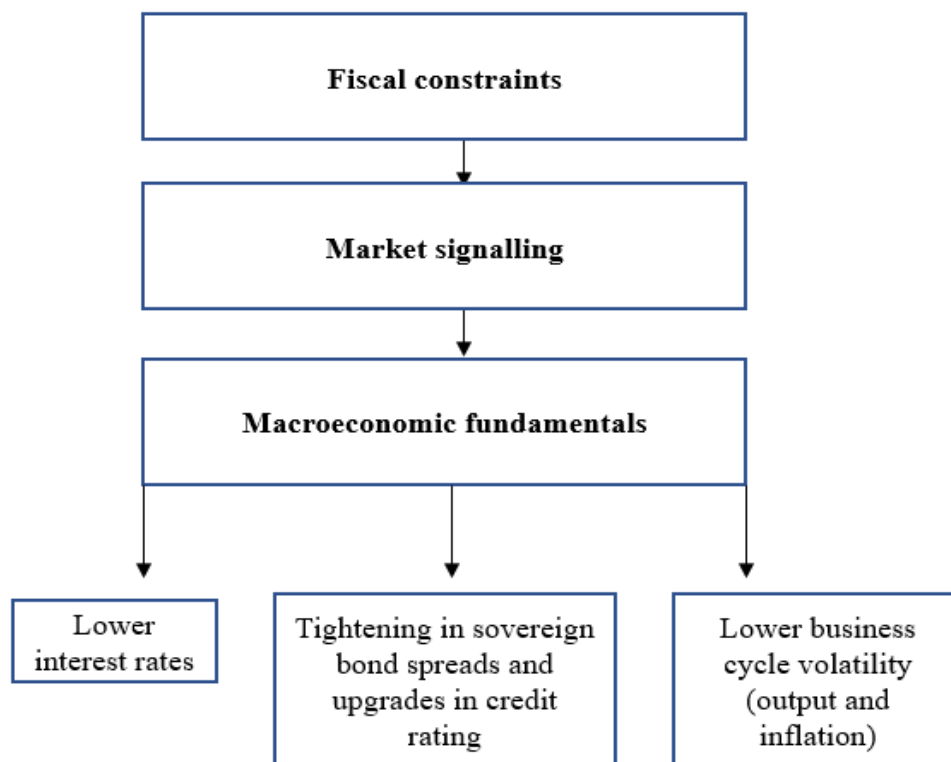 Fiscal constraints
Market signalling
Macroeconomic fundamentals
Lower
interest rates
Tightening in sovereign
bond spreads and
upgrades in credit
rating
Lower business
cycle volatility
(output and
inflation)